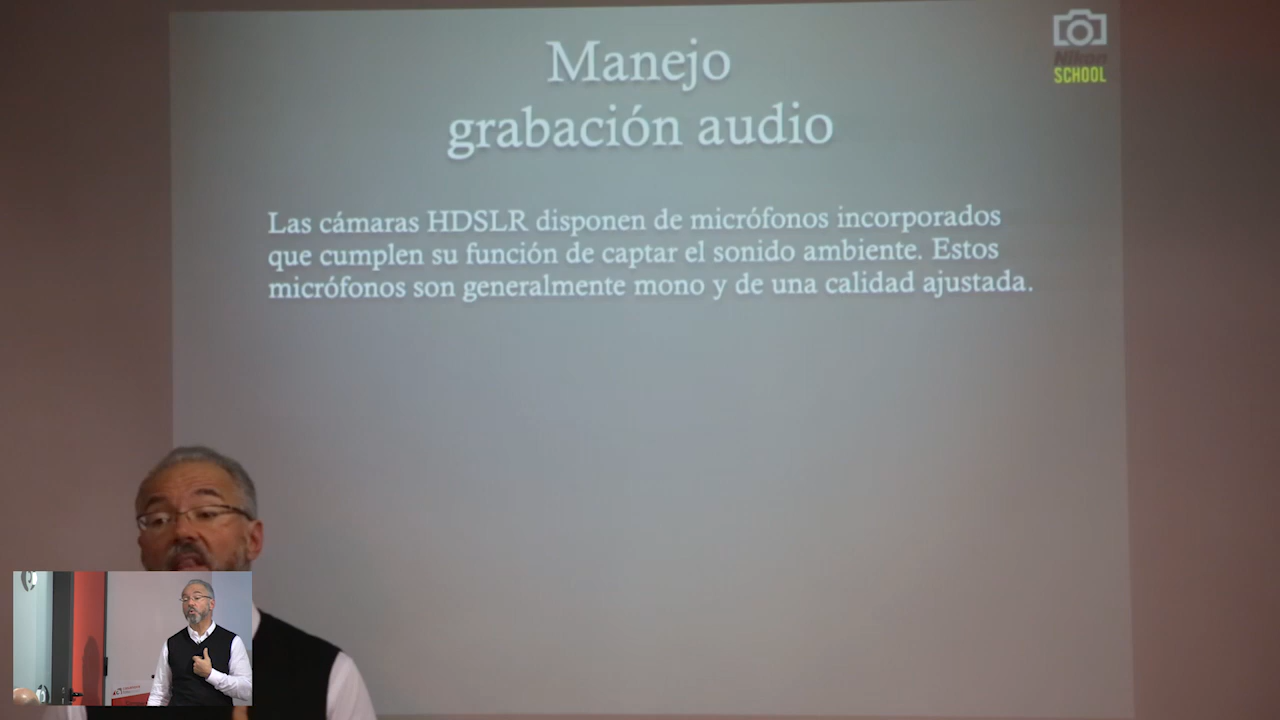 Manejo
grabación audio
Nikon
SCHOOL
Las cámaras HDSLR disponen de micrófonos incorporados
que cumplen su función de captar el sonido ambiente. Estos
micrófonos son generalmente mono y de una calidad ajustada.